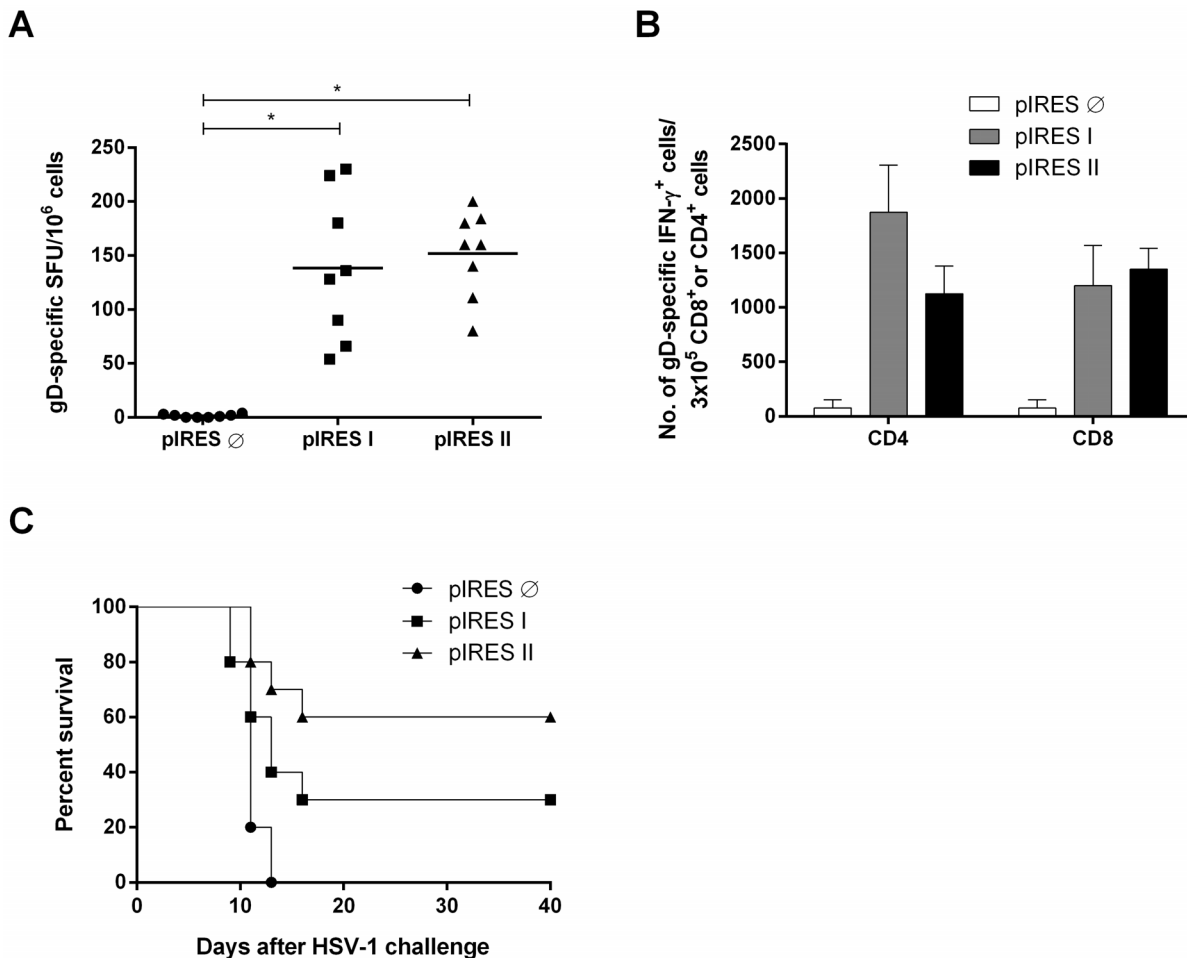 A
*
*
gD-specific SFU/10⁶ cells
250
200
150
100
50
0
pIRES ∅
pIRES I
pIRES II
B
pIRES ∅
pIRES I
pIRES II
No. of gD-specific IFN-γ⁺ cells/
3x10⁵ CD8⁺ or CD4⁺ cells
2500
2000
1500
1000
500
0
CD4
CD8
C
pIRES ∅
pIRES I
pIRES II
Percent survival
100
80
60
40
20
0
0
10
20
30
40
Days after HSV-1 challenge